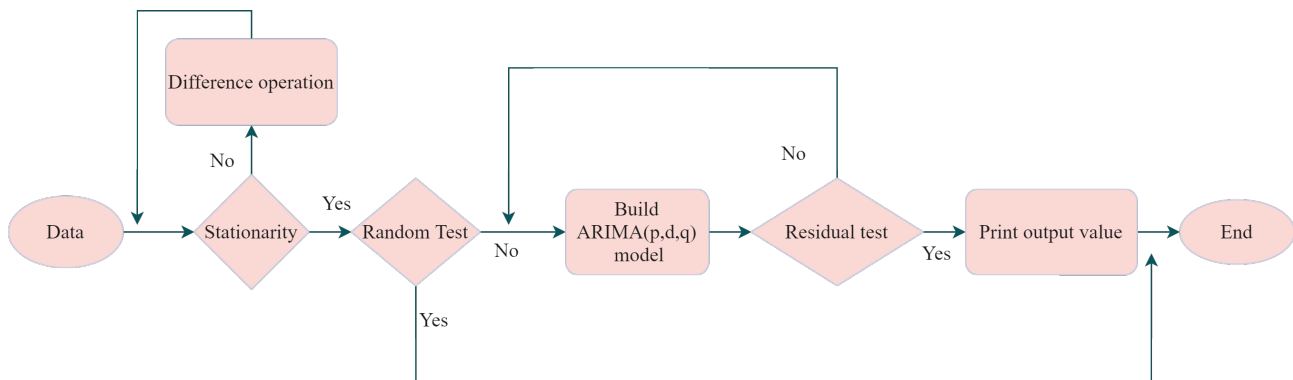 Difference operation
No
Data
Stationarity
Yes
Random Test
Yes
No
Build
ARIMA(p,d,q)
model
No
Residual test
Yes
Print output value
End